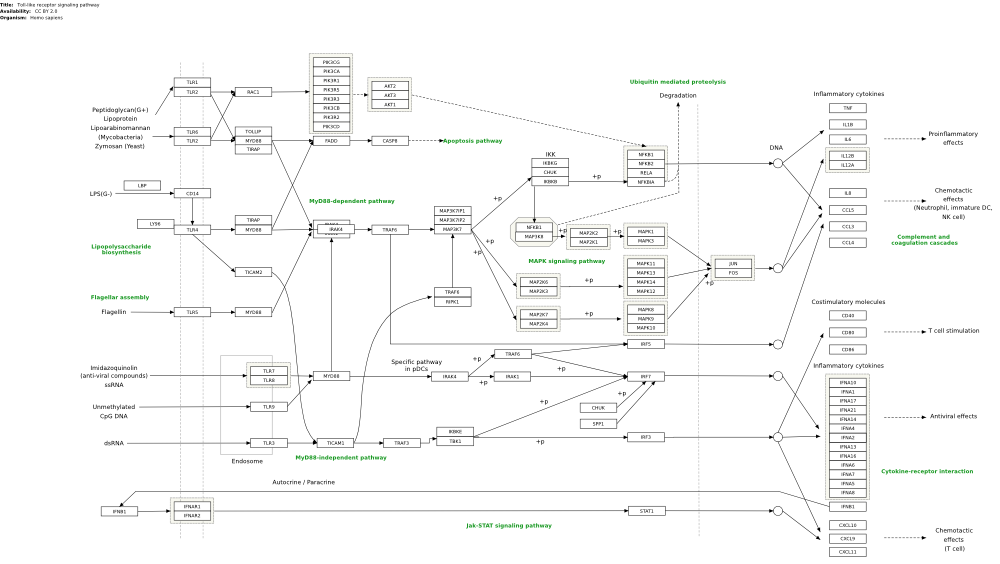 Title: Toll-like receptor signaling pathway
Availability: CC BY 2.0
Organism: Homo sapiens
PIK3CG
PIK3CA
PIK3R1
PIK3R5
PIK3R3
PIK3CB
PIK3R2
PIK3CD
AKT2
AKT3
AKT1
TLR1
TLR2
RAC1
Peptidoglycan(G+)
Lipoprotein
Lipoarabinomannan
(Mycobacteria)
Zymosan (Yeast)
TLR6
TLR2
TOLLIP
MYD88
TIRAP
FADD
CASP8
Apoptosis pathway
Ubiquitin mediated proteolysis
Degradation
IKK
IKBKG
CHUK
IKBKB
+p
NFKB1
NFKB2
RELA
NFKBIA
DNA
Inflammatory cytokines
TNF
IL1B
IL6
IL12B
IL12A
Proinflammatory
effects
LBP
LPS(G-)
CD14
LY96
TLR4
TIRAP
MYD88
MyD88-dependent pathway
IRAK4
TRAF6
MAP3K7IP1
MAP3K7IP2
MAP3K7
+p
+p
NFKB1
MAP3K8
+p
MAP2K2
MAP2K1
+p
MAPK1
MAPK3
IL8
CCL5
CCL3
CCL4
Chemotactic
effects
(Neutrophil, immature DC,
NK cell)
Complement and
coagulation cascades
Lipopolysaccharide
biosynthesis
TICAM2
MAPK signaling pathway
MAP2K6
MAP2K3
+p
MAPK11
MAPK13
MAPK14
MAPK12
JUN
FOS
+p
Flagellar assembly
Flagellin
TLR5
MYD88
TRAF6
RIPK1
MAP2K7
MAP2K4
+p
MAPK8
MAPK9
MAPK10
Costimulatory molecules
CD40
CD80
CD86
T cell stimulation
IRF5
TRAF6
Specific pathway
in pDCs
+p
Imidazoquinolin
(anti-viral compounds)
ssRNA
TLR7
TLR8
MYD88
IRAK4
+p
IRAK1
+p
IRF7
Inflammatory cytokines
IFNA10
IFNA1
IFNA17
IFNA21
IFNA14
IFNA4
IFNA2
IFNA13
IFNA16
IFNA6
IFNA7
IFNA5
IFNA8
Antiviral effects
Unmethylated
CpG DNA
TLR9
+p
CHUK
SPP1
+p
dsRNA
TLR3
TICAM1
TRAF3
IKBKE
TBK1
+p
IRF3
Endosome
MyD88-independent pathway
Cytokine-receptor interaction
Autocrine / Paracrine
IFNB1
IFNB1
IFNAR1
IFNAR2
STAT1
Jak-STAT signaling pathway
CXCL10
CXCL9
CXCL11
Chemotactic
effects
(T cell)